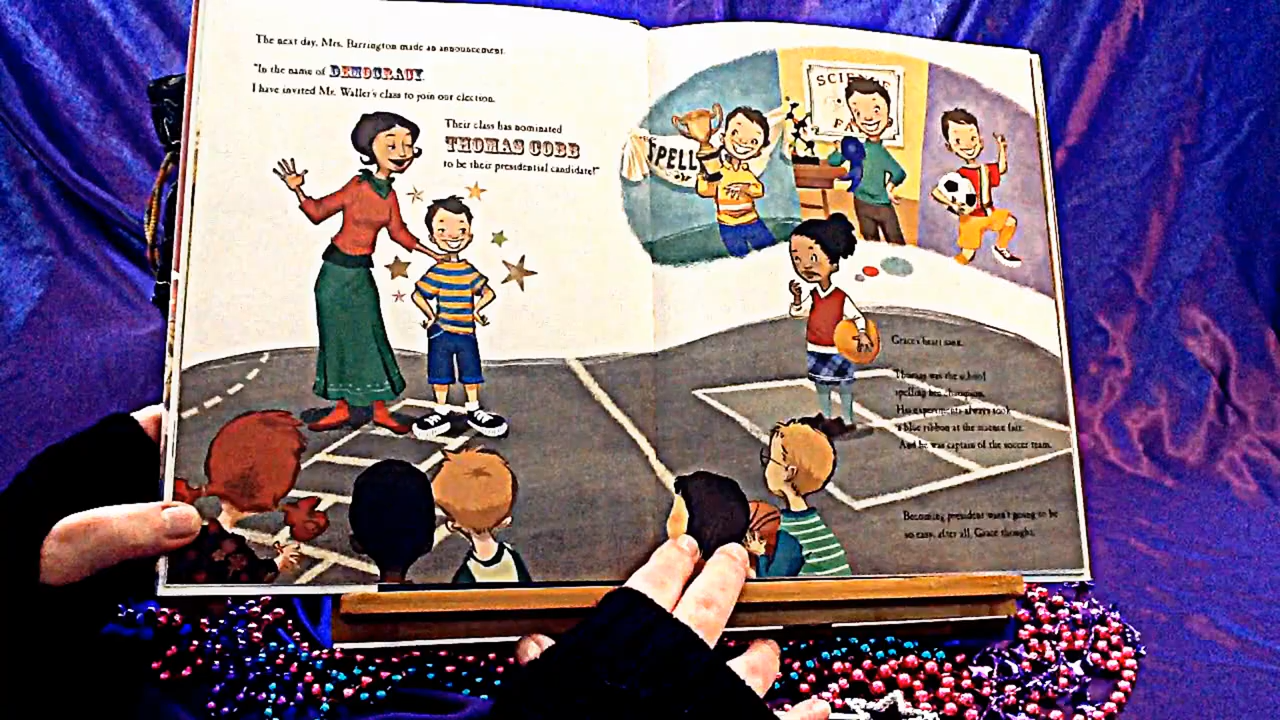 The next day, Mrs. Barrington made an announcement.
"In the name of DEMOCRACY,
I have invited Mr. Waller's class to join our election.
Their class has nominated
THOMAS COBB
to be their presidential candidate!"
SPELL
SCIENCE
FA
Grace's heart sank.
Thomas was the school
spelling bee champion.
His experiments always took
a blue ribbon at the science fair.
And he was captain of the soccer team.
Becoming president wasn't going to be
so easy, after all, Grace thought.